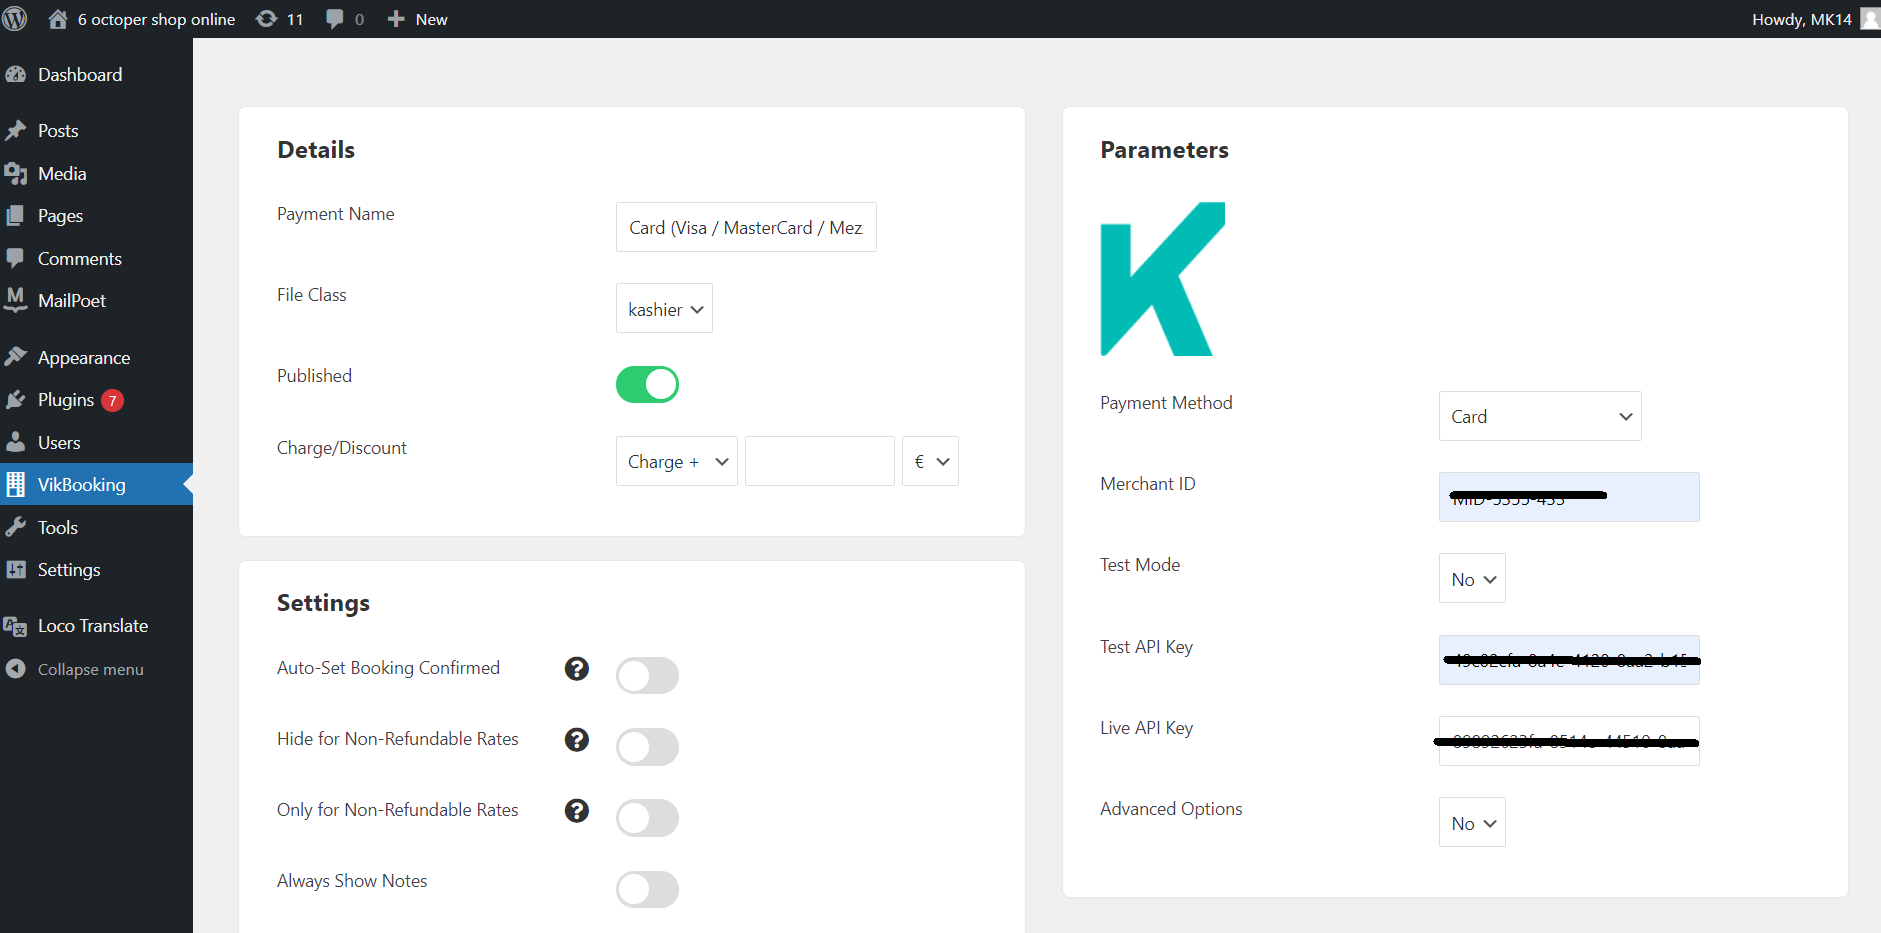 6 octoper shop online
11
0
New
Howdy, MK14
Dashboard
Posts
Media
Pages
Comments
MailPoet
Appearance
Plugins 7
Users
VikBooking
Tools
Settings
Loco Translate
Collapse menu
Details
Payment Name
Card (Visa / MasterCard / Mez
File Class
kashier
Published
Charge/Discount
Charge +
€
Settings
Auto-Set Booking Confirmed
Hide for Non-Refundable Rates
Only for Non-Refundable Rates
Always Show Notes
Parameters
Payment Method
Card
Merchant ID
Test Mode
No
Test API Key
Live API Key
Advanced Options
No